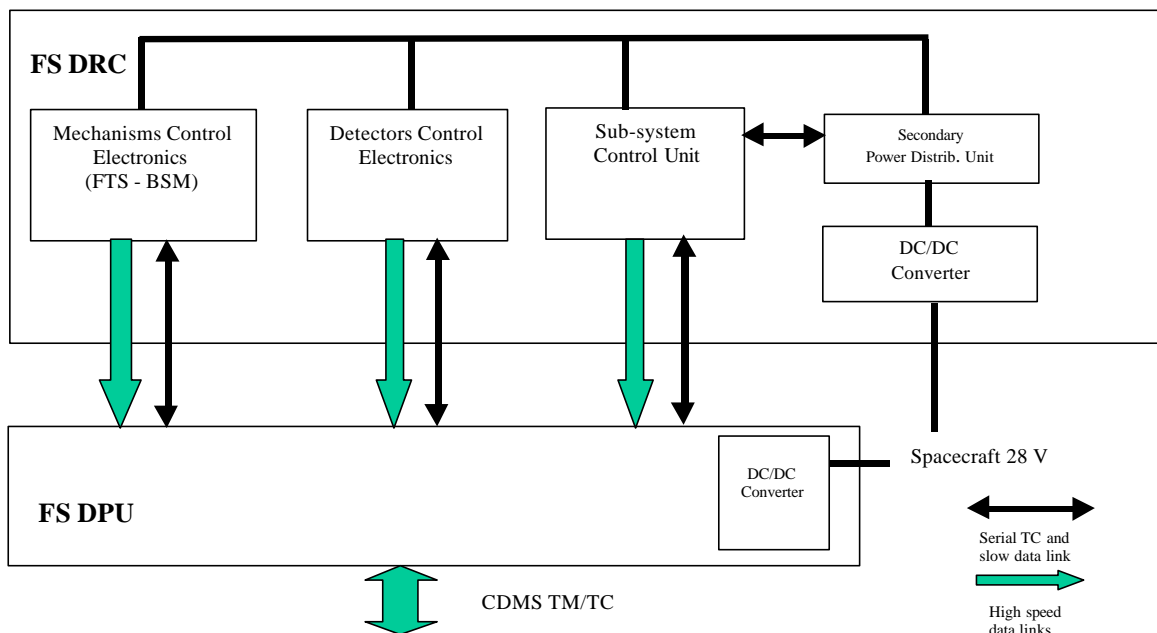 FS DRC
Mechanisms Control
Electronics
(FTS - BSM)
Detectors Control
Electronics
Sub-system
Control Unit
Secondary
Power Distrib. Unit
DC/DC
Converter
Spacecraft 28 V
DC/DC
Converter
FS DPU
Serial TC and
slow data link
CDMS TM/TC
High speed
data links